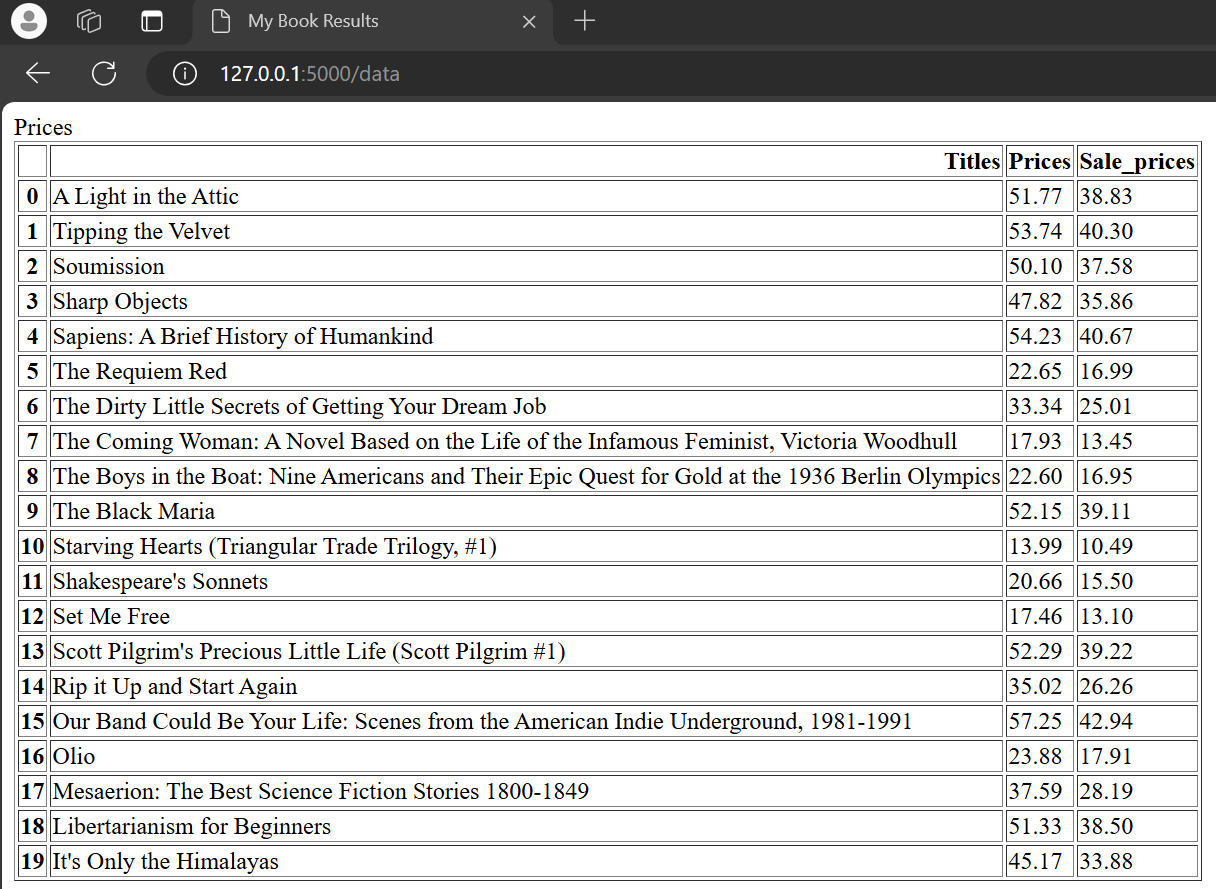 My Book Results
127.0.0.1:5000/data
Prices
Titles Prices Sale_prices
0 A Light in the Attic 51.77 38.83
1 Tipping the Velvet 53.74 40.30
2 Soumission 50.10 37.58
3 Sharp Objects 47.82 35.86
4 Sapiens: A Brief History of Humankind 54.23 40.67
5 The Requiem Red 22.65 16.99
6 The Dirty Little Secrets of Getting Your Dream Job 33.34 25.01
7 The Coming Woman: A Novel Based on the Life of the Infamous Feminist, Victoria Woodhull 17.93 13.45
8 The Boys in the Boat: Nine Americans and Their Epic Quest for Gold at the 1936 Berlin Olympics 22.60 16.95
9 The Black Maria 52.15 39.11
10 Starving Hearts (Triangular Trade Trilogy, #1) 13.99 10.49
11 Shakespeare's Sonnets 20.66 15.50
12 Set Me Free 17.46 13.10
13 Scott Pilgrim's Precious Little Life (Scott Pilgrim #1) 52.29 39.22
14 Rip it Up and Start Again 35.02 26.26
15 Our Band Could Be Your Life: Scenes from the American Indie Underground, 1981-1991 57.25 42.94
16 Olio 23.88 17.91
17 Mesaerion: The Best Science Fiction Stories 1800-1849 37.59 28.19
18 Libertarianism for Beginners 51.33 38.50
19 It's Only the Himalayas 45.17 33.88